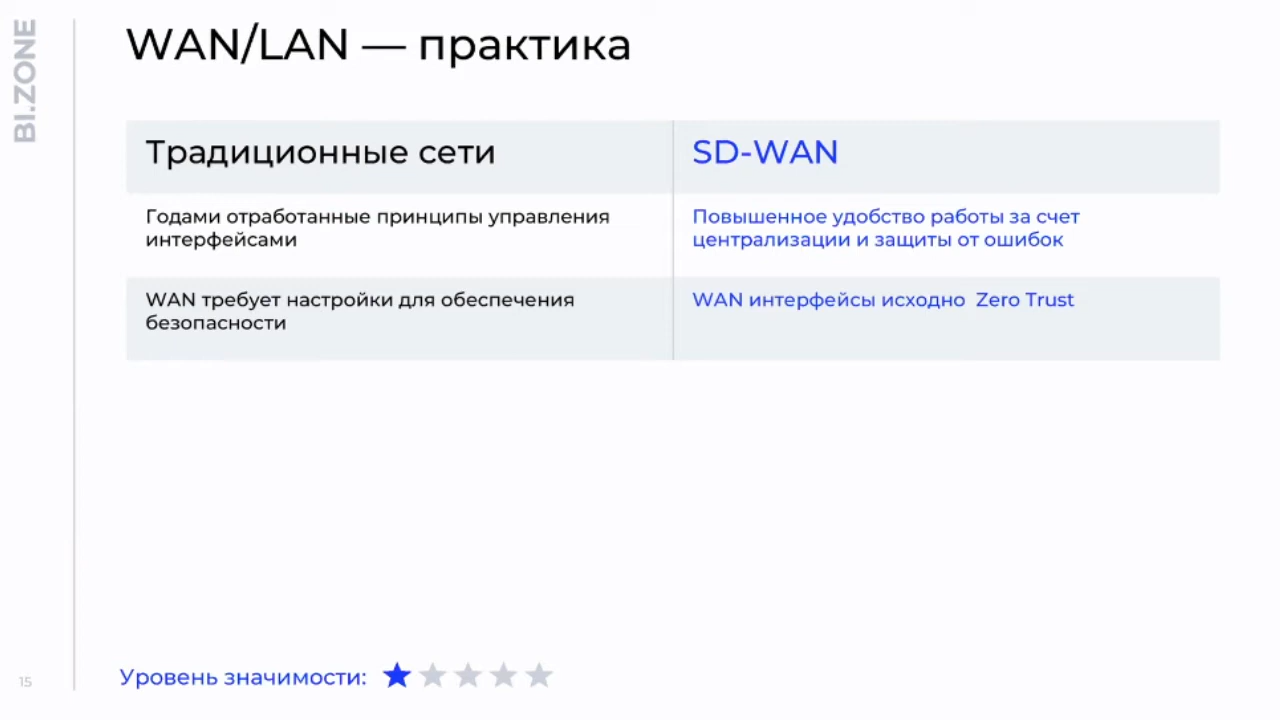 BI.ZONE
WAN/LAN — практика
Традиционные сети
SD-WAN
Годами отработанные принципы управления
интерфейсами
Повышенное удобство работы за счет
централизации и защиты от ошибок
WAN требует настройки для обеспечения
безопасности
WAN интерфейсы исходно  Zero Trust
Уровень значимости:
15